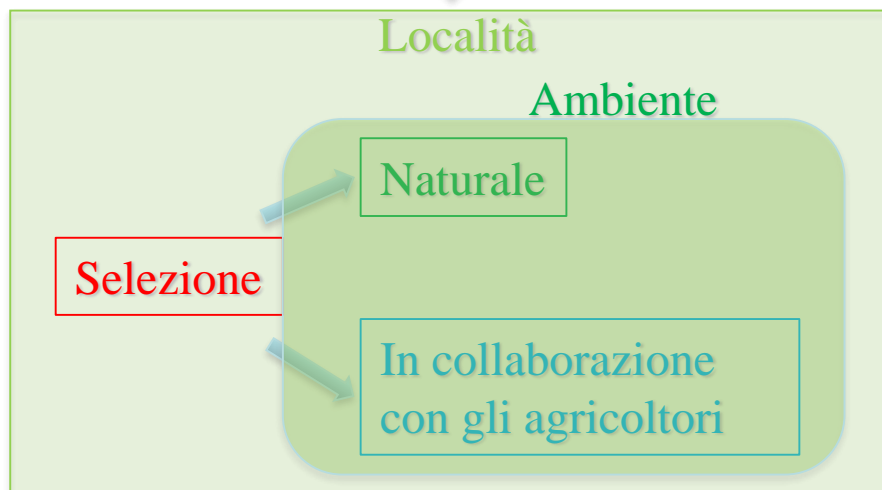 Località
Ambiente
Naturale
Selezione
In collaborazione
con gli agricoltori